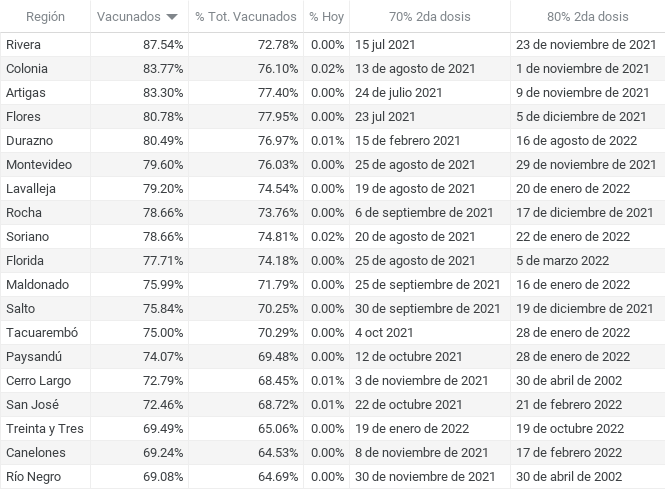 Región Vacunados % Tot. Vacunados % Hoy 70% 2da dosis 80% 2da dosis
Rivera 87.54% 72.78% 0.00% 15 jul 2021 23 de noviembre de 2021
Colonia 83.77% 76.10% 0.02% 13 de agosto de 2021 1 de noviembre de 2021
Artigas 83.30% 77.40% 0.00% 24 de julio 2021 9 de noviembre de 2021
Flores 80.78% 77.95% 0.00% 23 jul 2021 5 de diciembre de 2021
Durazno 80.49% 76.97% 0.01% 15 de febrero 2021 16 de agosto de 2022
Montevideo 79.60% 76.03% 0.00% 25 de agosto de 2021 29 de noviembre de 2021
Lavalleja 79.20% 74.54% 0.00% 19 de agosto de 2021 20 de enero de 2022
Rocha 78.66% 73.76% 0.00% 6 de septiembre de 2021 17 de diciembre de 2021
Soriano 78.66% 74.81% 0.02% 20 de agosto de 2021 22 de enero de 2022
Florida 77.71% 74.18% 0.00% 25 de agosto de 2021 5 de marzo 2022
Maldonado 75.99% 71.79% 0.00% 25 de septiembre de 2021 16 de enero de 2022
Salto 75.84% 70.25% 0.00% 30 de septiembre de 2021 19 de diciembre de 2021
Tacuarembó 75.00% 70.29% 0.00% 4 oct 2021 28 de enero de 2022
Paysandú 74.07% 69.48% 0.00% 12 de octubre 2021 28 de enero de 2022
Cerro Largo 72.79% 68.45% 0.01% 3 de noviembre de 2021 30 de abril de 2002
San José 72.46% 68.72% 0.01% 22 de octubre 2021 21 de febrero 2022
Treinta y Tres 69.49% 65.06% 0.00% 19 de enero de 2022 19 de octubre 2022
Canelones 69.24% 64.53% 0.00% 8 de noviembre de 2021 17 de febrero 2022
Río Negro 69.08% 64.69% 0.00% 30 de noviembre de 2021 30 de abril de 2002